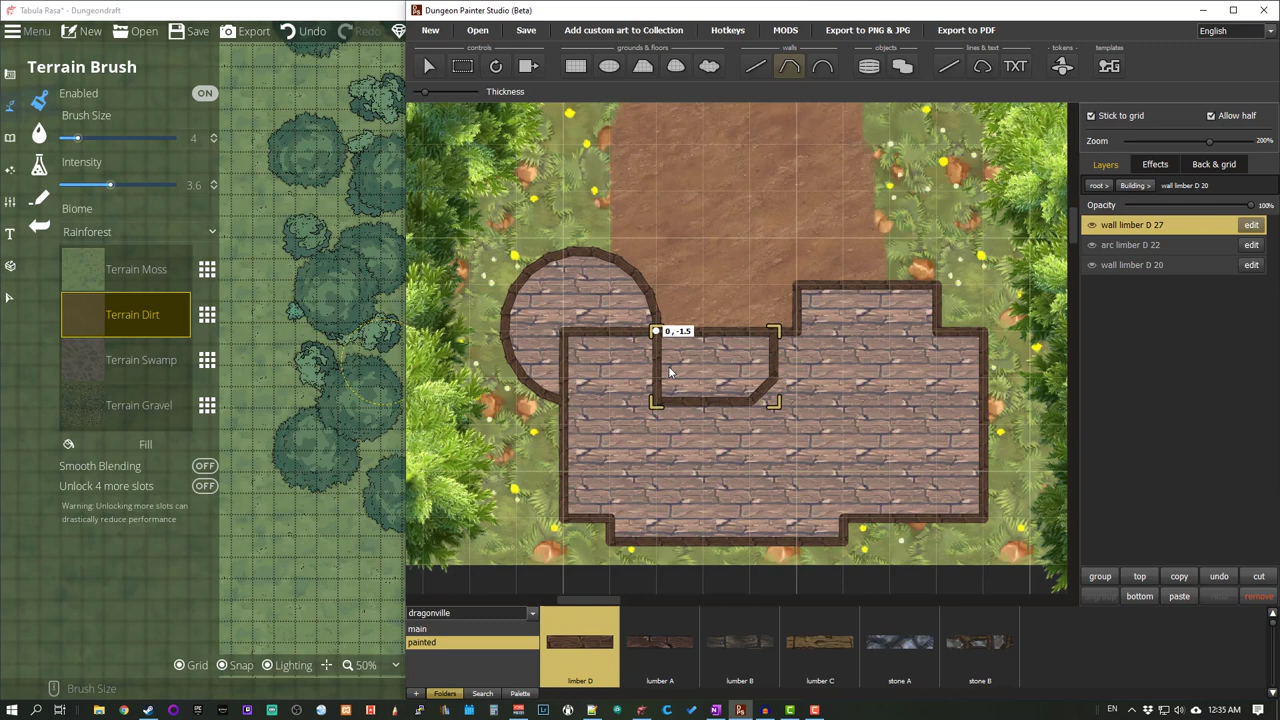 Tabula Rasa* - Dungeondraft
Menu
New
Open
Save
Export
Undo
Redo
Terrain Brush
Enabled
ON
Brush Size
4
Intensity
3.6
Biome
Rainforest
Terrain Moss
Terrain Dirt
Terrain Swamp
Terrain Gravel
Fill
Smooth Blending
OFF
Unlock 4 more slots
OFF
Warning: Unlocking more slots can
drastically reduce performance
Grid
Snap
Lighting
50%
Brush Size
Dungeon Painter Studio (Beta)
New
Open
Save
Add custom art to Collection
Hotkeys
MODS
Export to PNG & JPG
Export to PDF
English
controls
grounds & floors
walls
objects
lines & text
tokens
templates
TXT
Thickness
0 , -1.5
Stick to grid
Allow half
Zoom
200%
Layers
Effects
Back & grid
root >
Building >
wall limber D 20
Opacity
100%
wall limber D 27
edit
arc limber D 22
edit
wall limber D 20
edit
group
top
copy
undo
cut
bottom
paste
remove
dragonville
main
painted
limber D
lumber A
lumber B
lumber C
stone A
stone B
+
Folders
Search
Palette
EN
12:35 AM